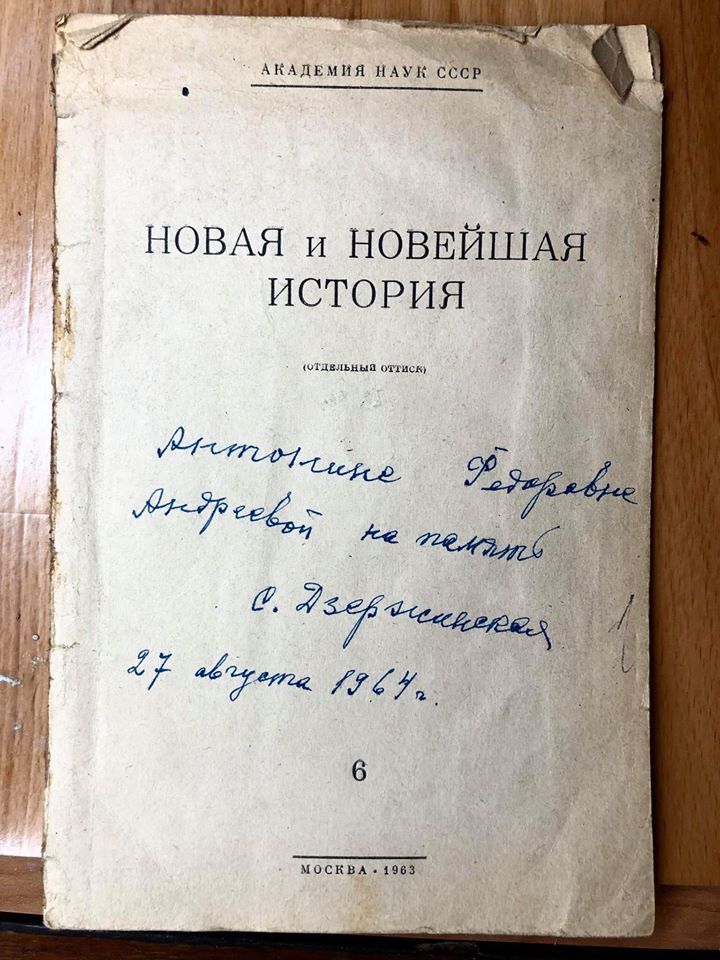 АКАДЕМИЯ НАУК СССР
НОВАЯ и НОВЕЙШАЯ
ИСТОРИЯ
(ОТДЕЛЬНЫЙ ОТТИСК)
Антонине Федоровне
Андреевой на память
С. Дзержинская
27 августа 1964 г.
6
МОСКВА • 1963